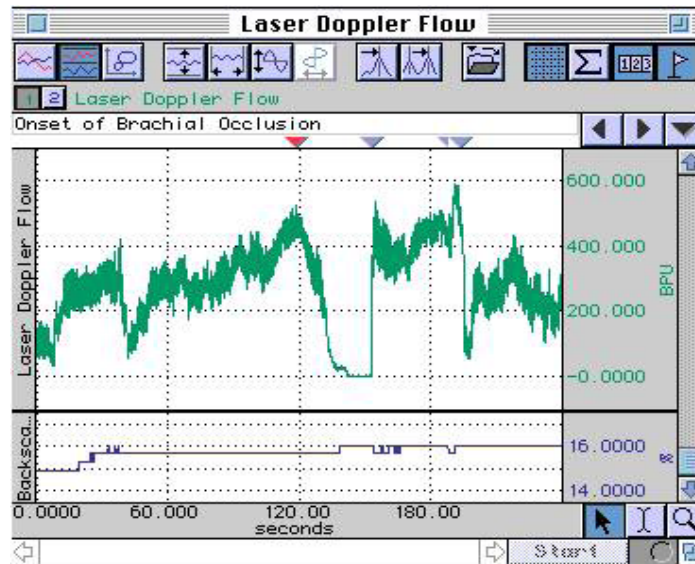 Laser Doppler Flow
1 2 Laser Doppler Flow
Onset of Brachial Occlusion
Laser Doppler Flow
600.000
400.000
200.000
-0.0000
BPU
Backsca...
16.0000
14.0000
%
0.0000 60.000 120.00 180.00
seconds
Start